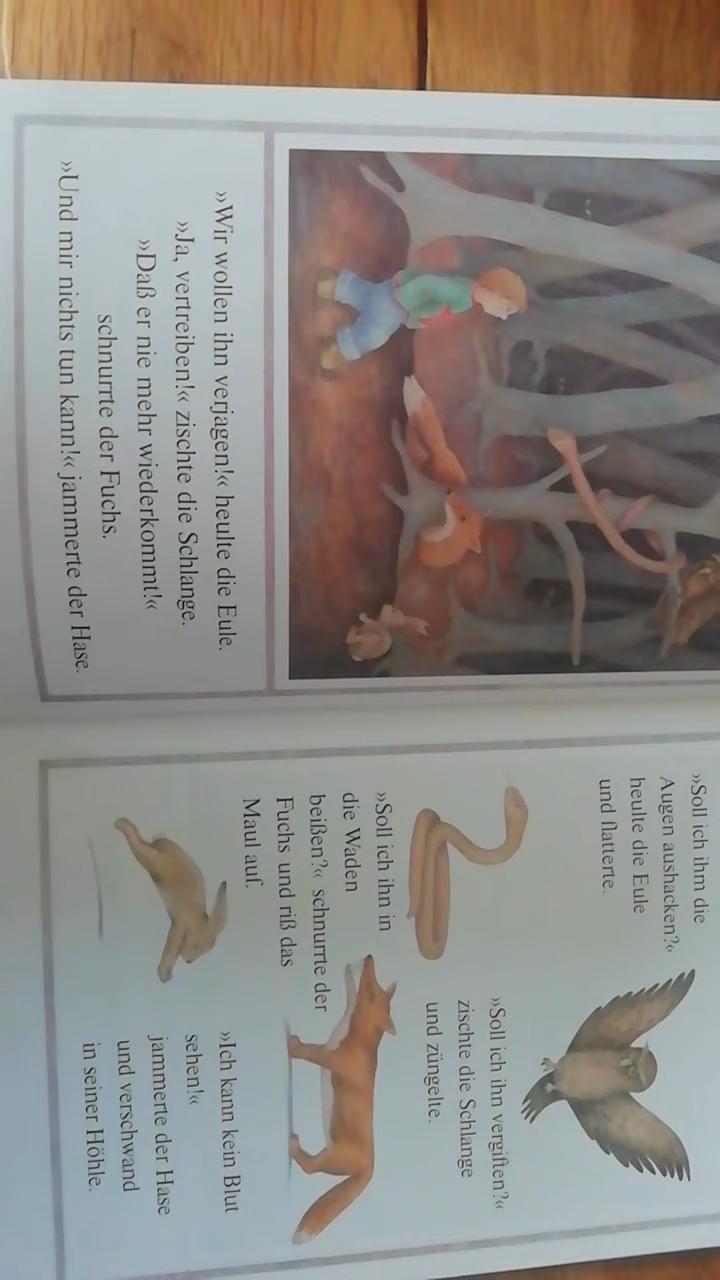 »Wir wollen ihn verjagen!« heulte die Eule.
»Ja, vertreiben!« zischte die Schlange.
»Daß er nie mehr wiederkommt!«
schnurrte der Fuchs.
»Und mir nichts tun kann!« jammerte der Hase.
»Soll ich ihm die
Augen aushacken?«
heulte die Eule
und flatterte.
»Soll ich ihn vergiften?«
zischte die Schlange
und züngelte.
»Soll ich ihn in
die Waden
beißen?« schnurrte der
Fuchs und riß das
Maul auf.
»Ich kann kein Blut
sehen!«
jammerte der Hase
und verschwand
in seiner Höhle.